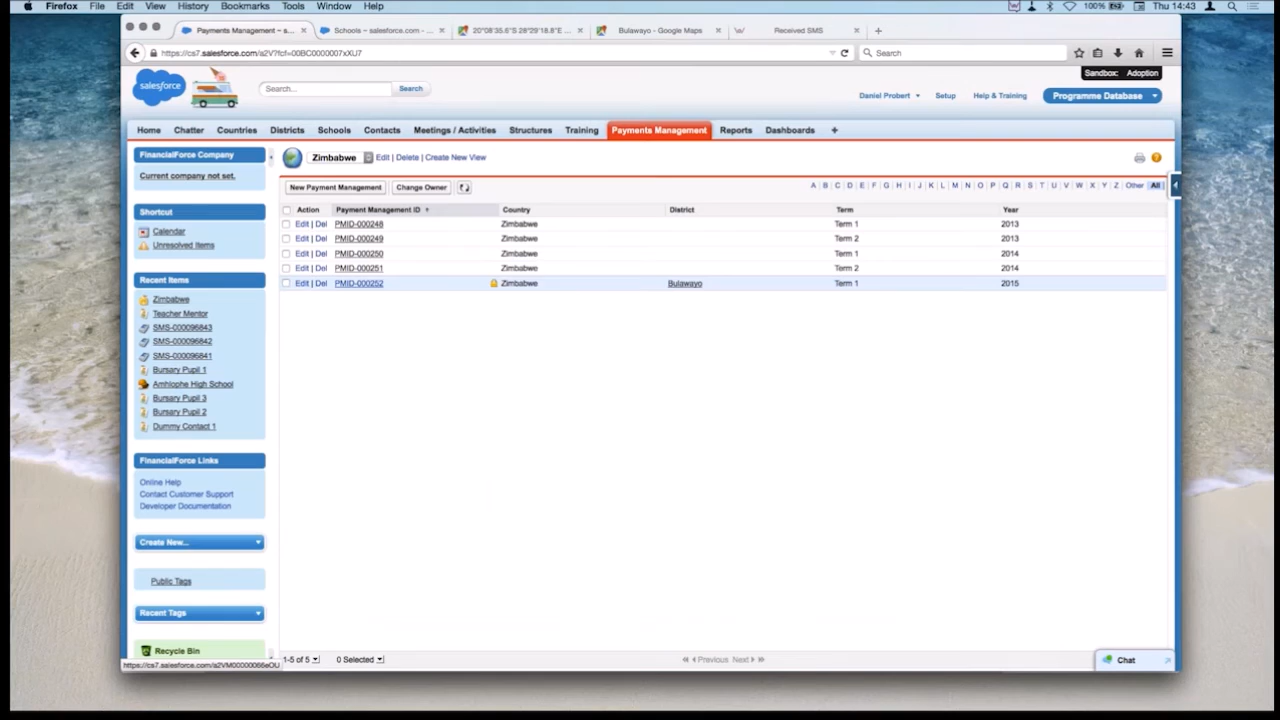 Firefox File Edit View History Bookmarks Tools Window Help 100% Thu 14:43
Payments Management – s... Schools ~ salesforce.com - ... 20°08'35.6"S 28°29'18.8"E ... Bulawayo - Google Maps Received SMS
https://cs7.salesforce.com/a2V?fcf=00BC0000007xXU7 Search
Sandbox: Adoption
salesforce Search... Search Daniel Probert Setup Help & Training Programme Database
Home Chatter Countries Districts Schools Contacts Meetings / Activities Structures Training Payments Management Reports Dashboards +
FinancialForce Company
Current company not set.
Shortcut
Calendar
Unresolved Items
Recent Items
Zimbabwe
Teacher Mentor
SMS-000096843
SMS-000096842
SMS-000096841
Bursary Pupil 1
Amhlophe High School
Bursary Pupil 3
Bursary Pupil 2
Dummy Contact 1
FinancialForce Links
Online Help
Contact Customer Support
Developer Documentation
Create New...
Public Tags
Recent Tags
Recycle Bin
Zimbabwe Edit | Delete | Create New View
New Payment Management Change Owner A B C D E F G H I J K L M N O P Q R S T U V W X Y Z Other All
Action Payment Management ID Country District Term Year
Edit | Del PMID-000248 Zimbabwe Term 1 2013
Edit | Del PMID-000249 Zimbabwe Term 2 2013
Edit | Del PMID-000250 Zimbabwe Term 1 2014
Edit | Del PMID-000251 Zimbabwe Term 2 2014
Edit | Del PMID-000252 Zimbabwe Bulawayo Term 1 2015
1-5 of 5 0 Selected Previous Next
Chat